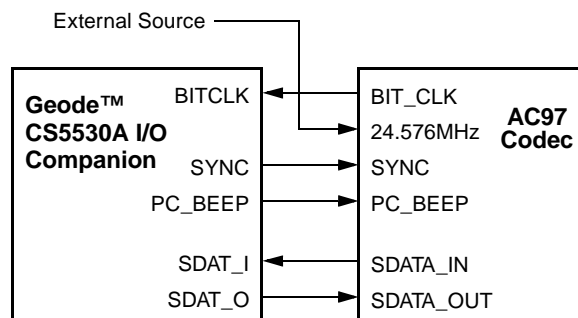 External Source
Geode™
CS5530A I/O
Companion
BITCLK
SYNC
PC_BEEP
SDAT_I
SDAT_O
BIT_CLK
24.576MHz
SYNC
PC_BEEP
SDATA_IN
SDATA_OUT
AC97
Codec